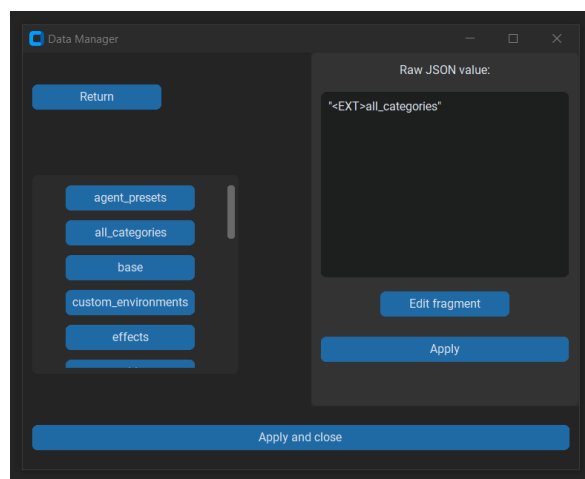 Data Manager
Return
agent_presets
all_categories
base
custom_environments
effects
Raw JSON value:
"<EXT>all_categories"
Edit fragment
Apply
Apply and close